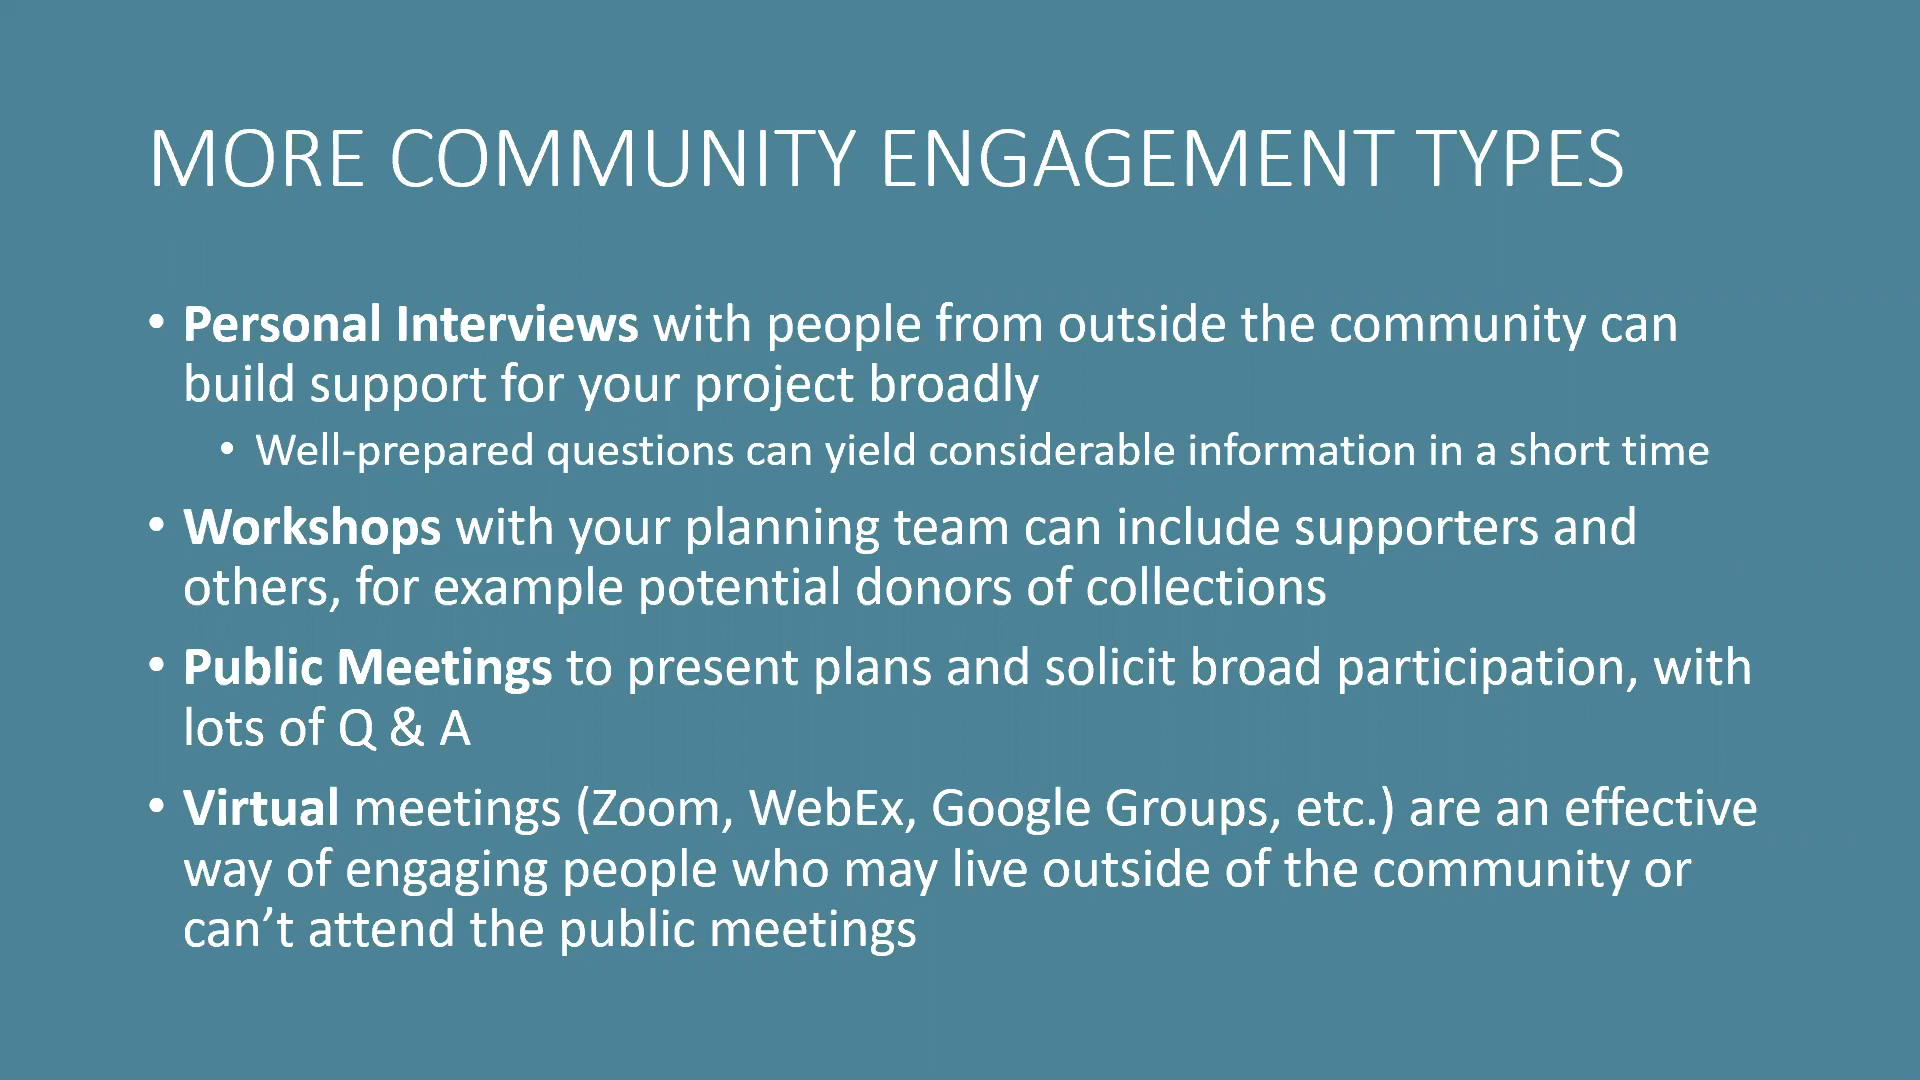 MORE COMMUNITY ENGAGEMENT TYPES
• Personal Interviews with people from outside the community can
build support for your project broadly
• Well-prepared questions can yield considerable information in a short time
• Workshops with your planning team can include supporters and
others, for example potential donors of collections
• Public Meetings to present plans and solicit broad participation, with
lots of Q & A
• Virtual meetings (Zoom, WebEx, Google Groups, etc.) are an effective
way of engaging people who may live outside of the community or
can’t attend the public meetings